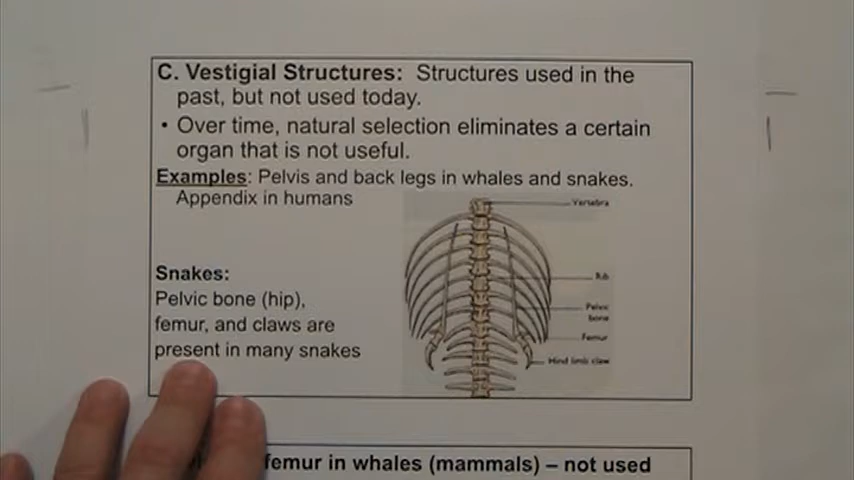 C. Vestigial Structures: Structures used in the
past, but not used today.
• Over time, natural selection eliminates a certain
organ that is not useful.
Examples: Pelvis and back legs in whales and snakes.
Appendix in humans
Vertebra
Snakes:
Rib
Pelvic bone (hip),
Pelvic
bone
femur, and claws are
Femur
present in many snakes
Hind limb claw
femur in whales (mammals) – not used